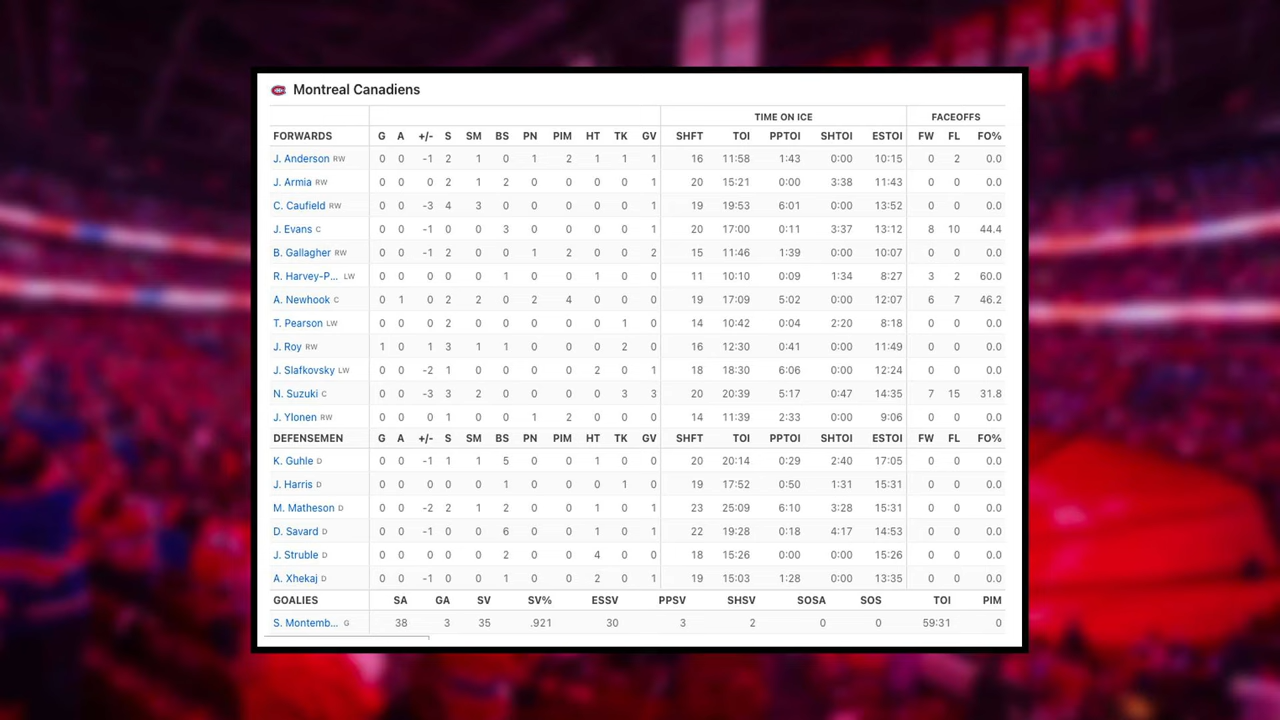 Montreal Canadiens
TIME ON ICE FACEOFFS
FORWARDS G A +/- S SM BS PN PIM HT TK GV SHFT TOI PPTOI SHTOI ESTOI FW FL FO%
J. Anderson RW 0 0 -1 2 1 0 1 2 1 1 1 16 11:58 1:43 0:00 10:15 0 2 0.0
J. Armia RW 0 0 0 2 1 2 0 0 0 0 1 20 15:21 0:00 3:38 11:43 0 0 0.0
C. Caufield RW 0 0 -3 4 3 0 0 0 0 0 1 19 19:53 6:01 0:00 13:52 0 0 0.0
J. Evans C 0 0 -1 0 0 3 0 0 0 0 1 20 17:00 0:11 3:37 13:12 8 10 44.4
B. Gallagher RW 0 0 -1 2 0 0 1 2 0 0 2 15 11:46 1:39 0:00 10:07 0 0 0.0
R. Harvey-P... LW 0 0 0 0 0 1 0 0 1 0 0 11 10:10 0:09 1:34 8:27 3 2 60.0
A. Newhook C 0 1 0 2 2 0 2 4 0 0 0 19 17:09 5:02 0:00 12:07 6 7 46.2
T. Pearson LW 0 0 0 2 0 0 0 0 0 1 0 14 10:42 0:04 2:20 8:18 0 0 0.0
J. Roy RW 1 0 1 3 1 1 0 0 0 2 0 16 12:30 0:41 0:00 11:49 0 0 0.0
J. Slafkovsky LW 0 0 -2 1 0 0 0 0 2 0 1 18 18:30 6:06 0:00 12:24 0 0 0.0
N. Suzuki C 0 0 -3 3 2 0 0 0 0 3 3 20 20:39 5:17 0:47 14:35 7 15 31.8
J. Ylonen RW 0 0 0 1 0 0 1 2 0 0 0 14 11:39 2:33 0:00 9:06 0 0 0.0
DEFENSEMEN G A +/- S SM BS PN PIM HT TK GV SHFT TOI PPTOI SHTOI ESTOI FW FL FO%
K. Guhle D 0 0 -1 1 1 5 0 0 1 0 0 20 20:14 0:29 2:40 17:05 0 0 0.0
J. Harris D 0 0 0 0 0 1 0 0 0 1 0 19 17:52 0:50 1:31 15:31 0 0 0.0
M. Matheson D 0 0 -2 2 1 2 0 0 1 0 1 23 25:09 6:10 3:28 15:31 0 0 0.0
D. Savard D 0 0 -1 0 0 6 0 0 1 0 1 22 19:28 0:18 4:17 14:53 0 0 0.0
J. Struble D 0 0 0 0 0 2 0 0 4 0 0 18 15:26 0:00 0:00 15:26 0 0 0.0
A. Xhekaj D 0 0 -1 0 0 1 0 0 2 0 1 19 15:03 1:28 0:00 13:35 0 0 0.0
GOALIES SA GA SV SV% ESSV PPSV SHSV SOSA SOS TOI PIM
S. Montemb... G 38 3 35 .921 30 3 2 0 0 59:31 0